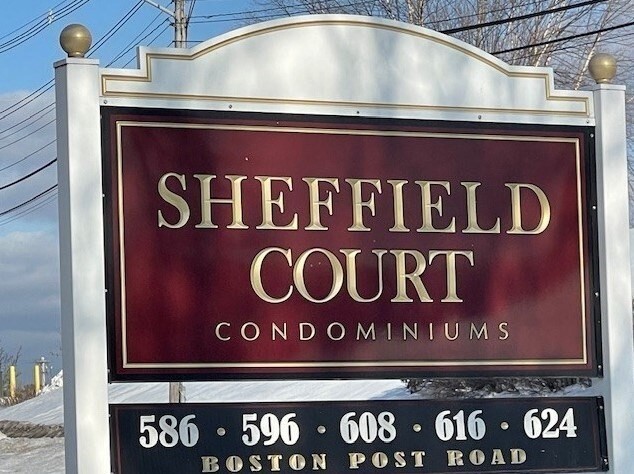 SHEFFIELD
COURT
CONDOMINIUMS
586 • 596 • 608 • 616 • 624
BOSTON POST ROAD